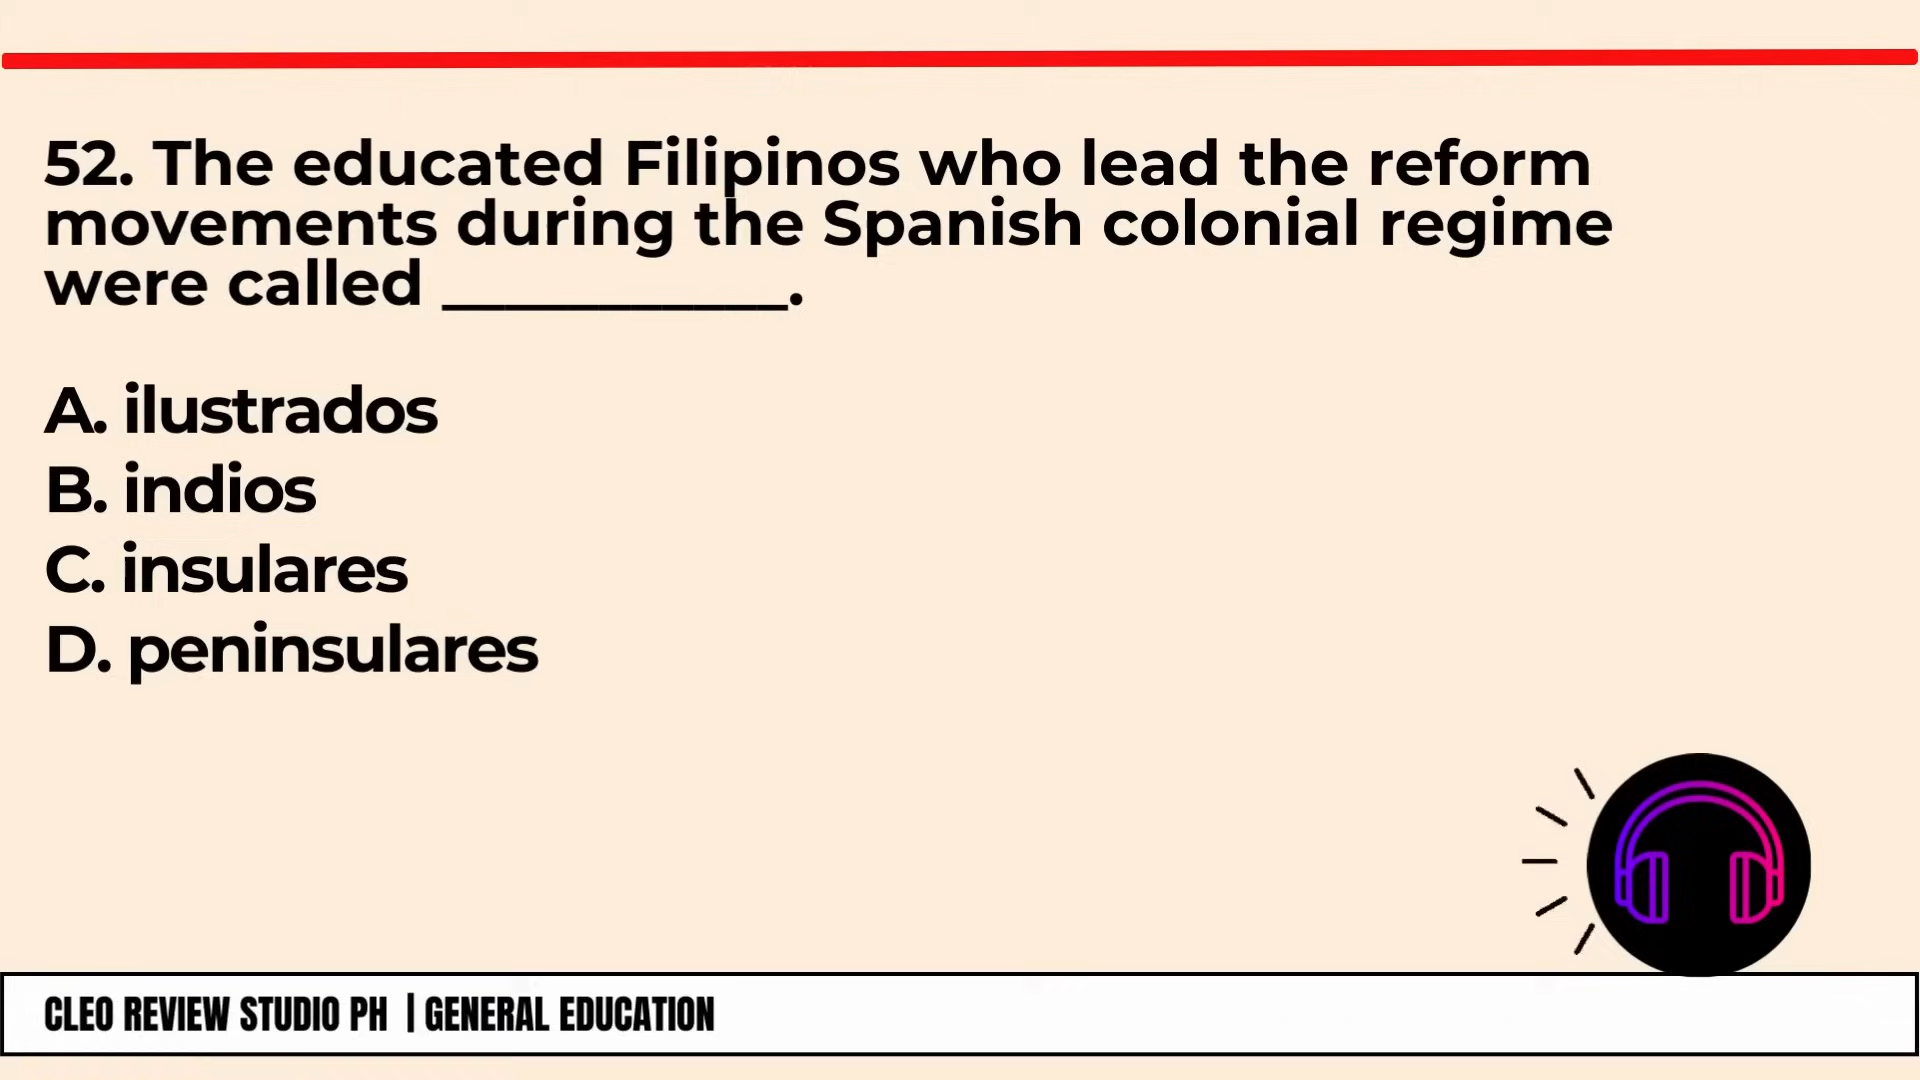 52. The educated Filipinos who lead the reform
movements during the Spanish colonial regime
were called ___________.
A. ilustrados
B. indios
C. insulares
D. peninsulares
CLEO REVIEW STUDIO PH | GENERAL EDUCATION